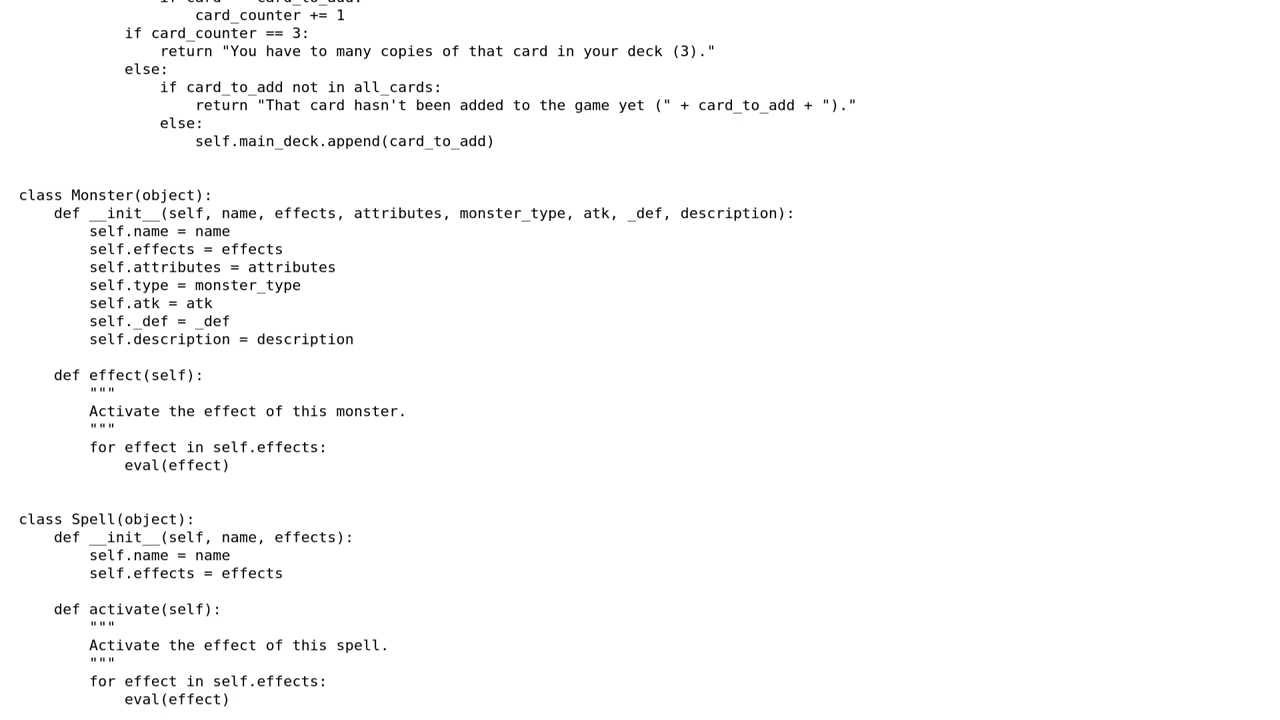 card_counter += 1
if card_counter == 3:
return "You have to many copies of that card in your deck (3)."
else:
if card_to_add not in all_cards:
return "That card hasn't been added to the game yet (" + card_to_add + ")."
else:
self.main_deck.append(card_to_add)
class Monster(object):
def __init__(self, name, effects, attributes, monster_type, atk, _def, description):
self.name = name
self.effects = effects
self.attributes = attributes
self.type = monster_type
self.atk = atk
self._def = _def
self.description = description
def effect(self):
"""
Activate the effect of this monster.
"""
for effect in self.effects:
eval(effect)
class Spell(object):
def __init__(self, name, effects):
self.name = name
self.effects = effects
def activate(self):
"""
Activate the effect of this spell.
"""
for effect in self.effects:
eval(effect)